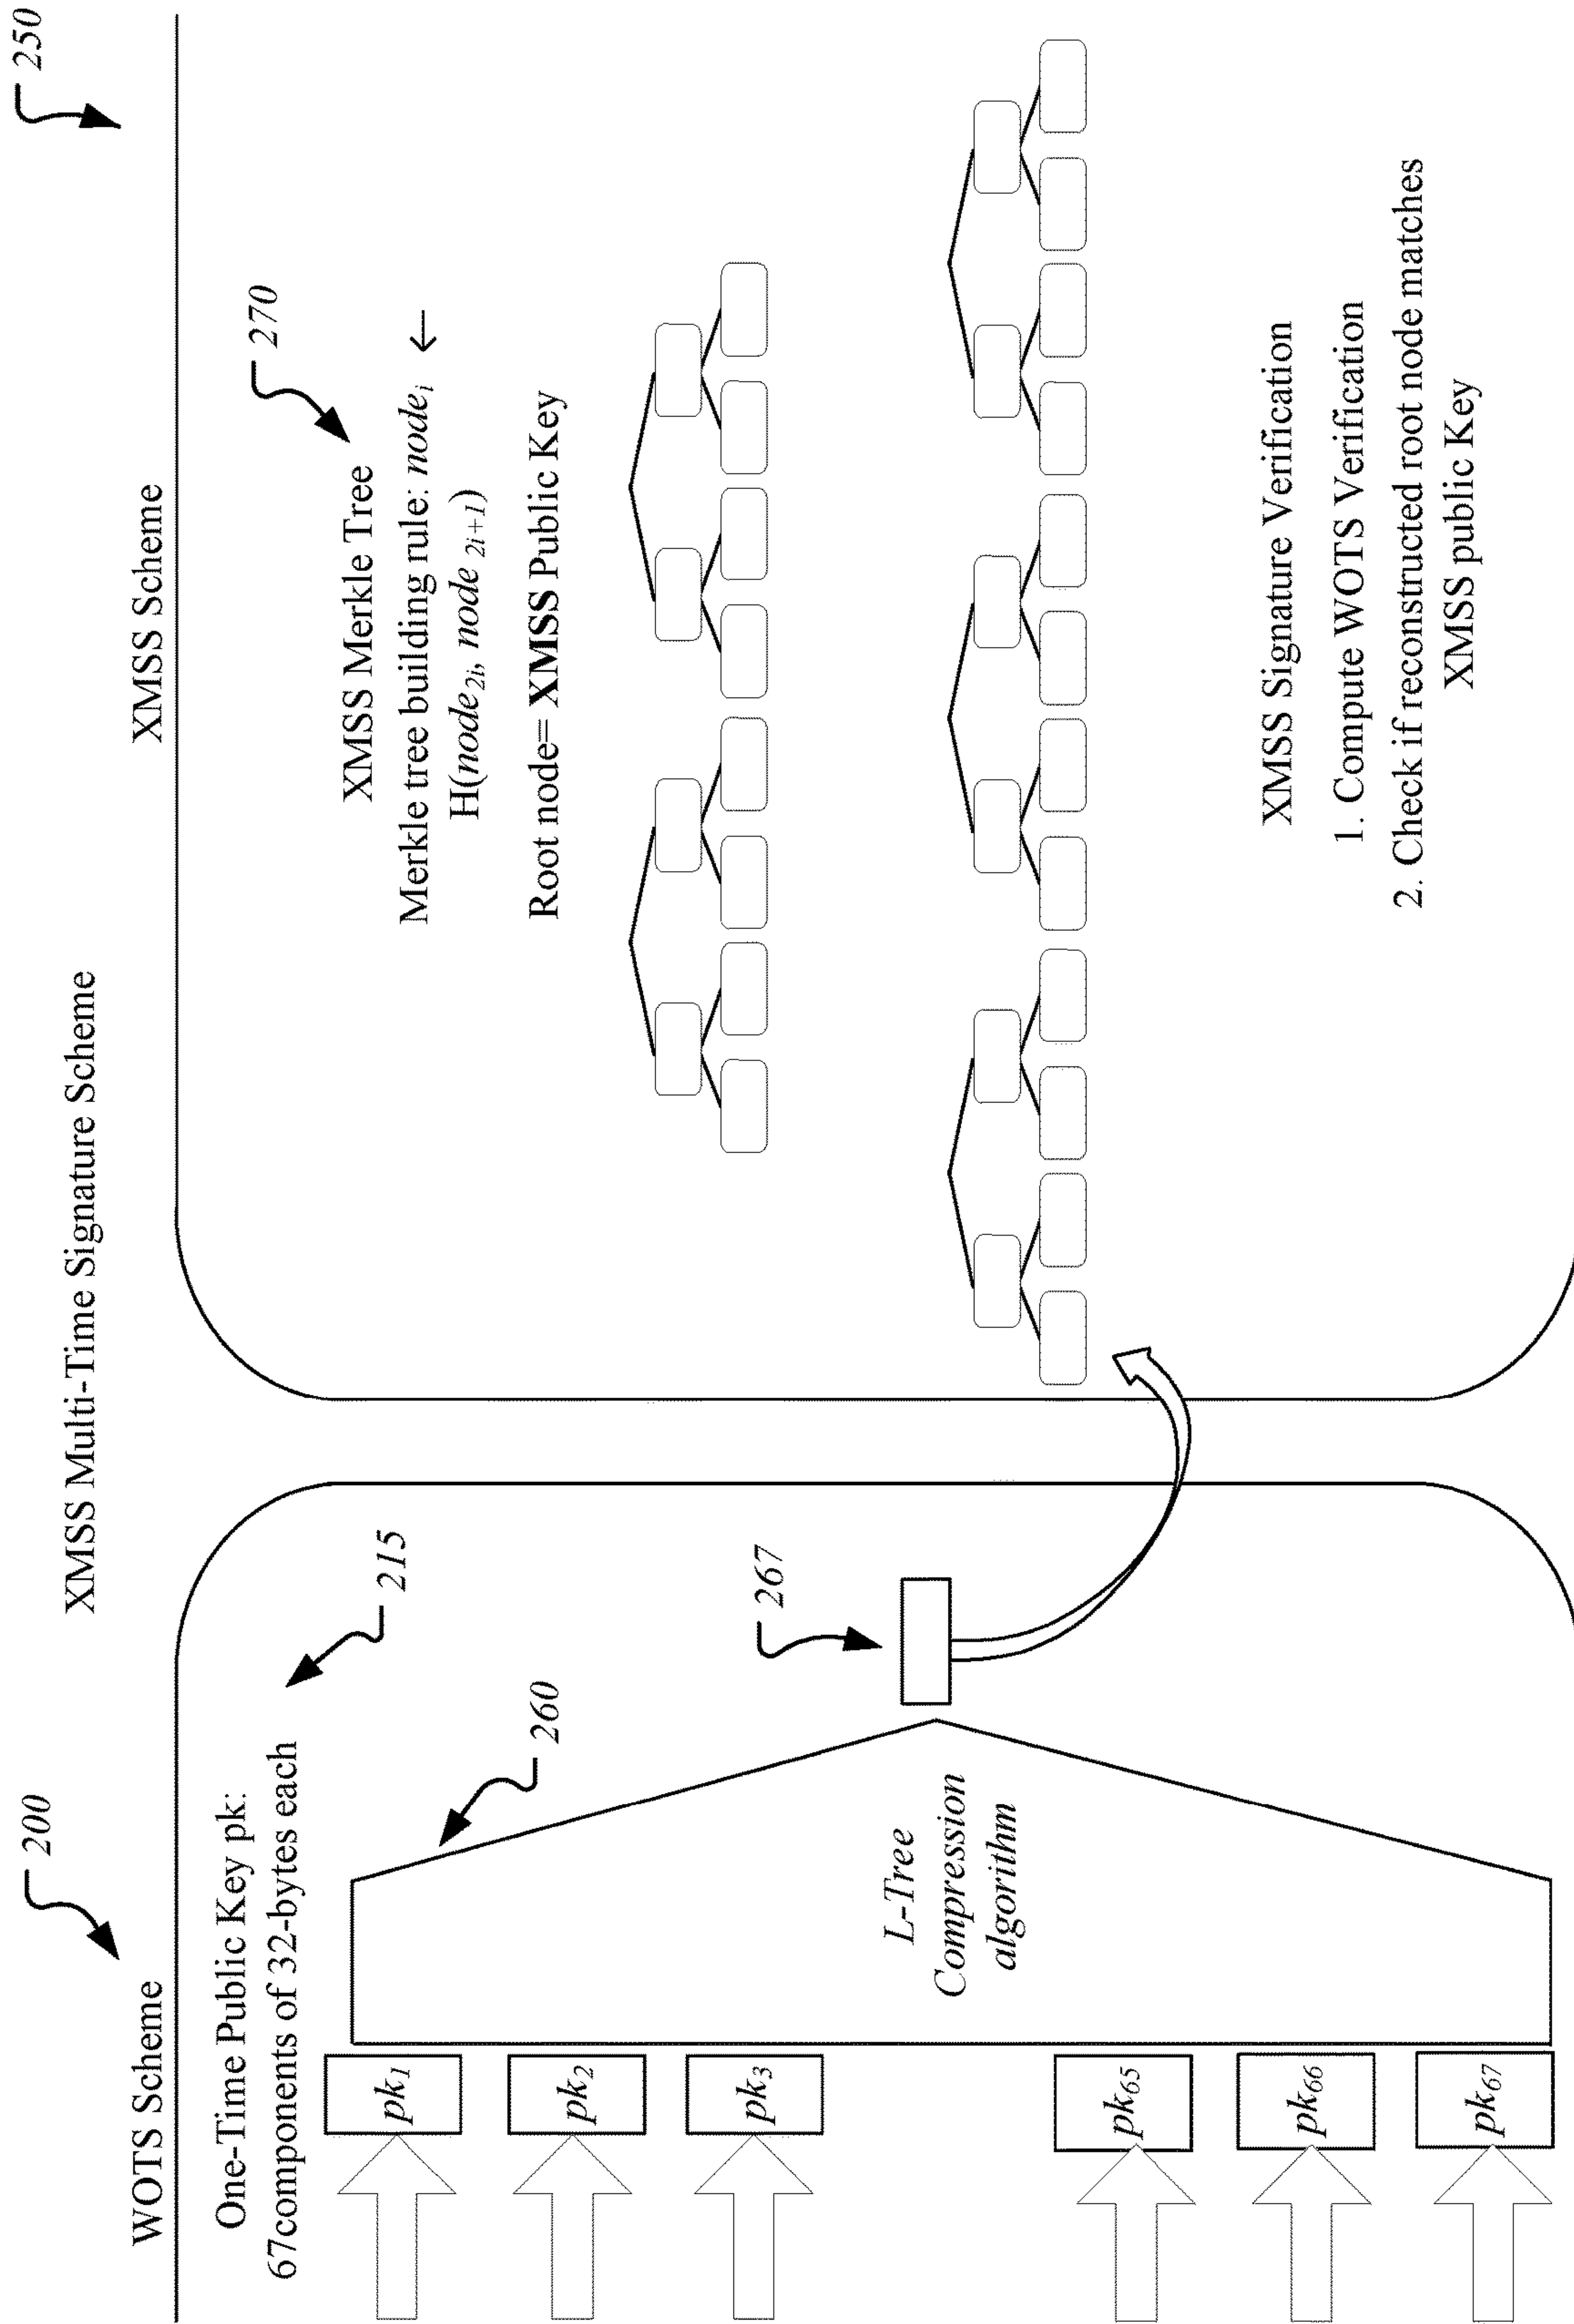 XMSS Multi-Time Signature Scheme
WOTS Scheme
200
One-Time Public Key pk:
67components of 32-bytes each
215
pk1
pk2
pk3
pk65
pk66
pk67
260
L-Tree
Compression
algorithm
267
XMSS Scheme
250
XMSS Merkle Tree
270
Merkle tree building rule: nodei ←
H(node2i, node 2i+1)
Root node= XMSS Public Key
XMSS Signature Verification
1. Compute WOTS Verification
2. Check if reconstructed root node matches
XMSS public Key